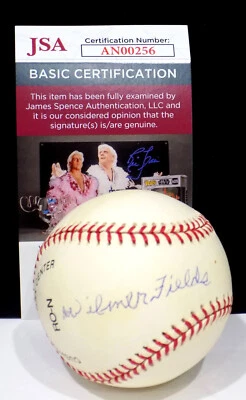 JSA
Certification Number:
AN00256
BASIC CERTIFICATION
This item has been fully examined by
James Spence Authentication, LLC and
it is our considered opinion that the
signature(s) is/are genuine.
RO-N
Wilmer Fields